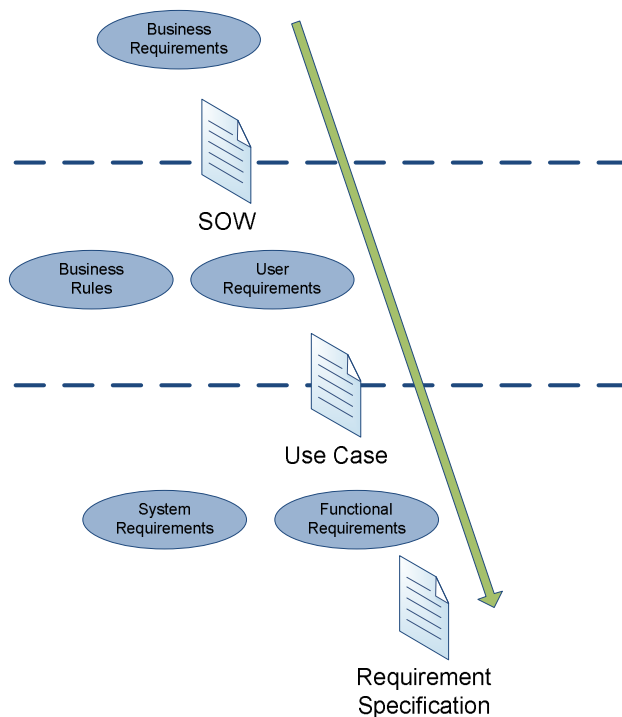 Business
Requirements
SOW
Business
Rules
User
Requirements
Use Case
System
Requirements
Functional
Requirements
Requirement
Specification